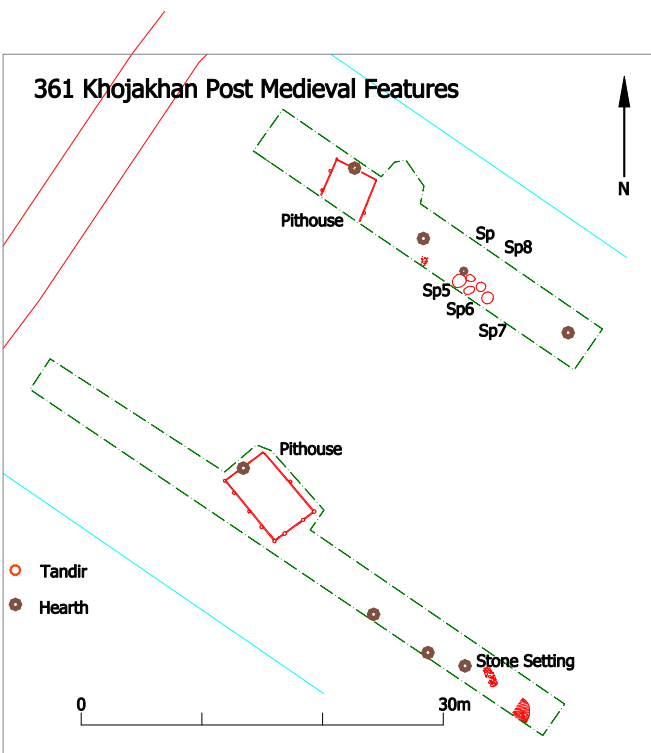 361 Khojakhan Post Medieval Features
N
Pithouse
Sp
Sp8
Sp5
Sp6
Sp7
Pithouse
Tandir
Hearth
Stone Setting
0
30m